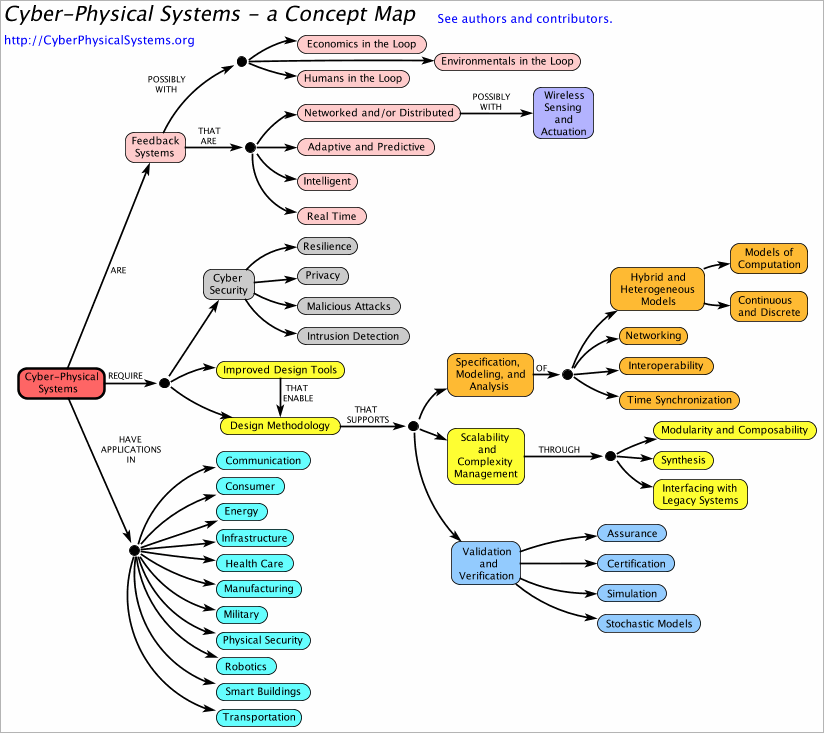 Cyber-Physical Systems - a Concept Map
See authors and contributors.
http://CyberPhysicalSystems.org
Economics in the Loop
Environmentals in the Loop
Humans in the Loop
POSSIBLY
WITH
Feedback
Systems
THAT
ARE
Networked and/or Distributed
POSSIBLY
WITH
Wireless
Sensing
and
Actuation
Adaptive and Predictive
Intelligent
Real Time
ARE
Cyber-Physical
Systems
REQUIRE
Cyber
Security
Resilience
Privacy
Malicious Attacks
Intrusion Detection
Improved Design Tools
THAT
ENABLE
Design Methodology
THAT
SUPPORTS
Specification,
Modeling, and
Analysis
OF
Hybrid and
Heterogeneous
Models
Models of
Computation
Continuous
and Discrete
Networking
Interoperability
Time Synchronization
Scalability
and
Complexity
Management
THROUGH
Modularity and Composability
Synthesis
Interfacing with
Legacy Systems
Validation
and
Verification
Assurance
Certification
Simulation
Stochastic Models
HAVE
APPLICATIONS
IN
Communication
Consumer
Energy
Infrastructure
Health Care
Manufacturing
Military
Physical Security
Robotics
Smart Buildings
Transportation